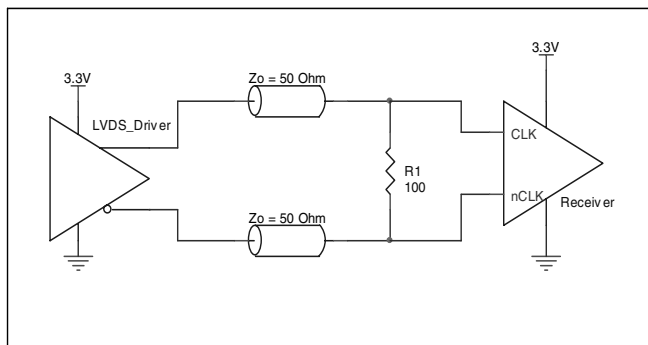 3.3V
Zo = 50 Ohm
3.3V
LVDS_Driver
CLK
R1
100
nCLK
Receiver
Zo = 50 Ohm